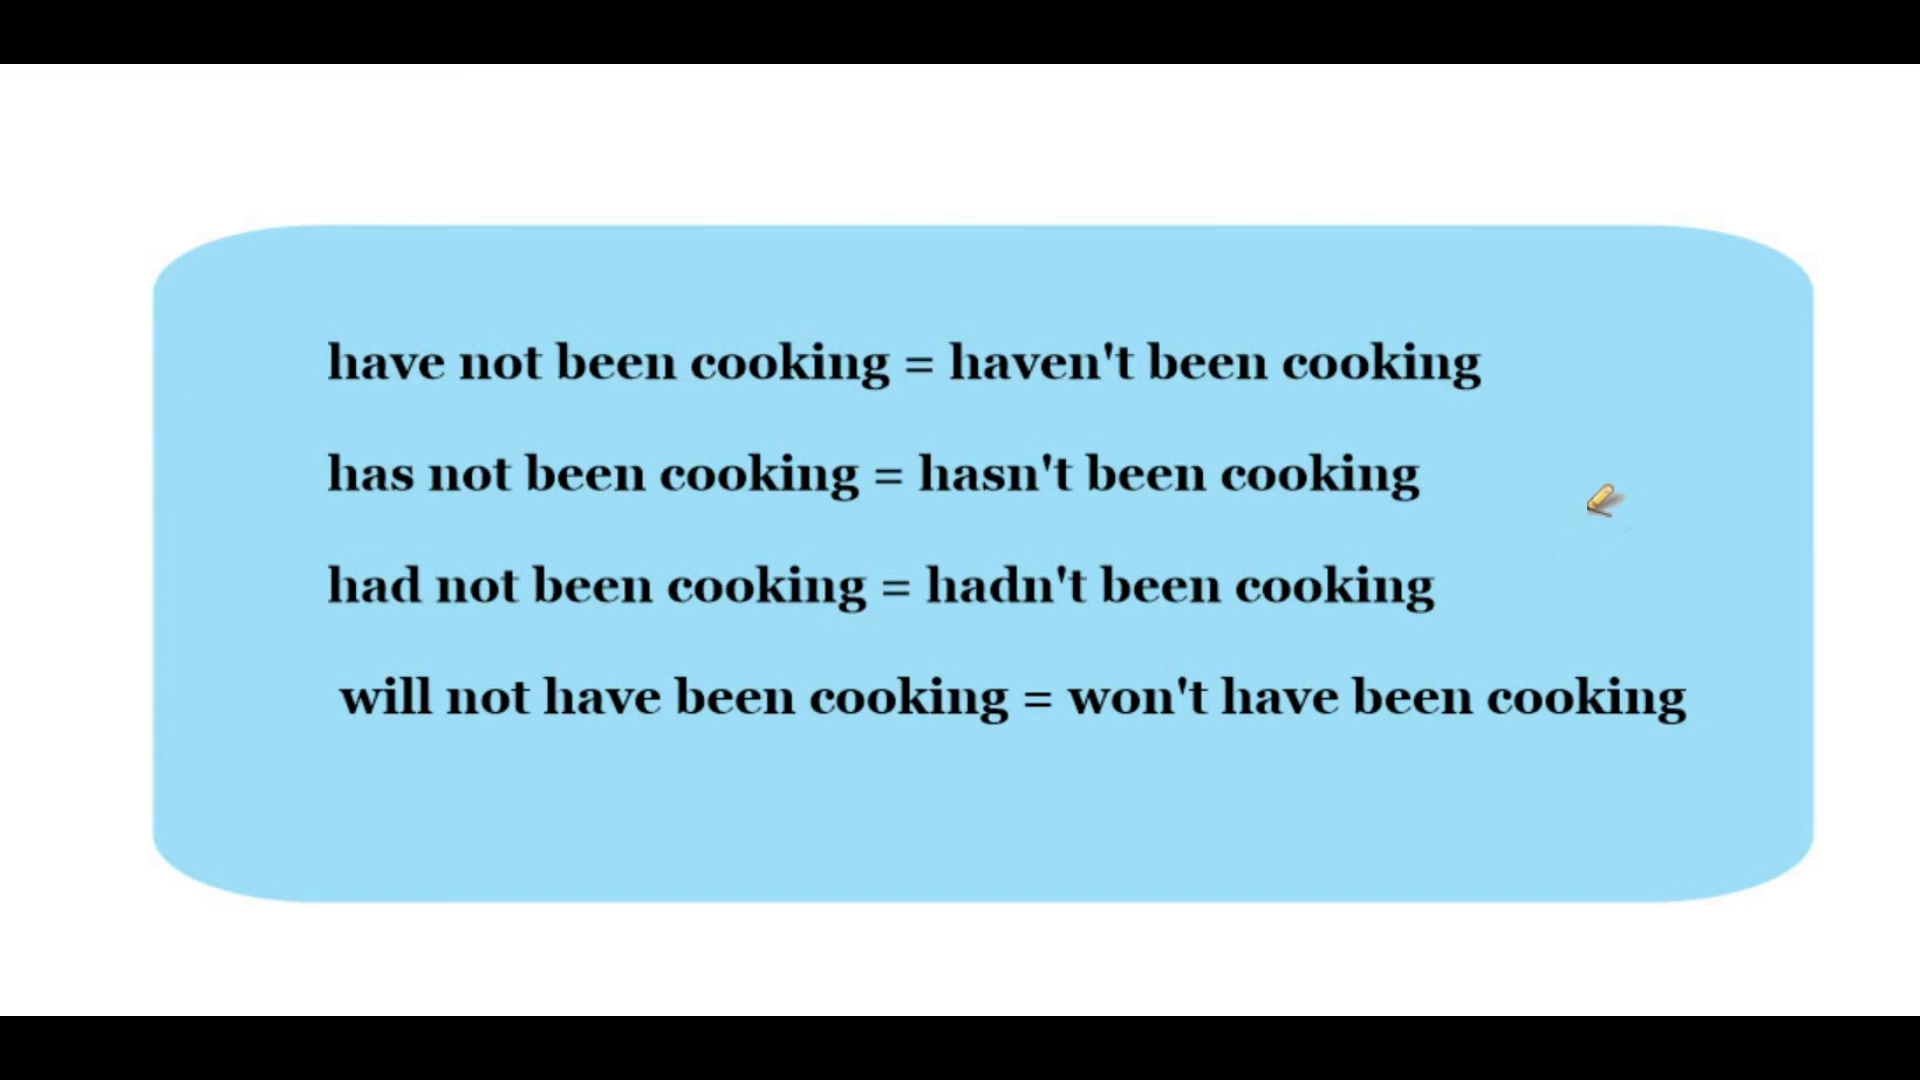 have not been cooking = haven't been cooking
has not been cooking = hasn't been cooking
had not been cooking = hadn't been cooking
will not have been cooking = won't have been cooking